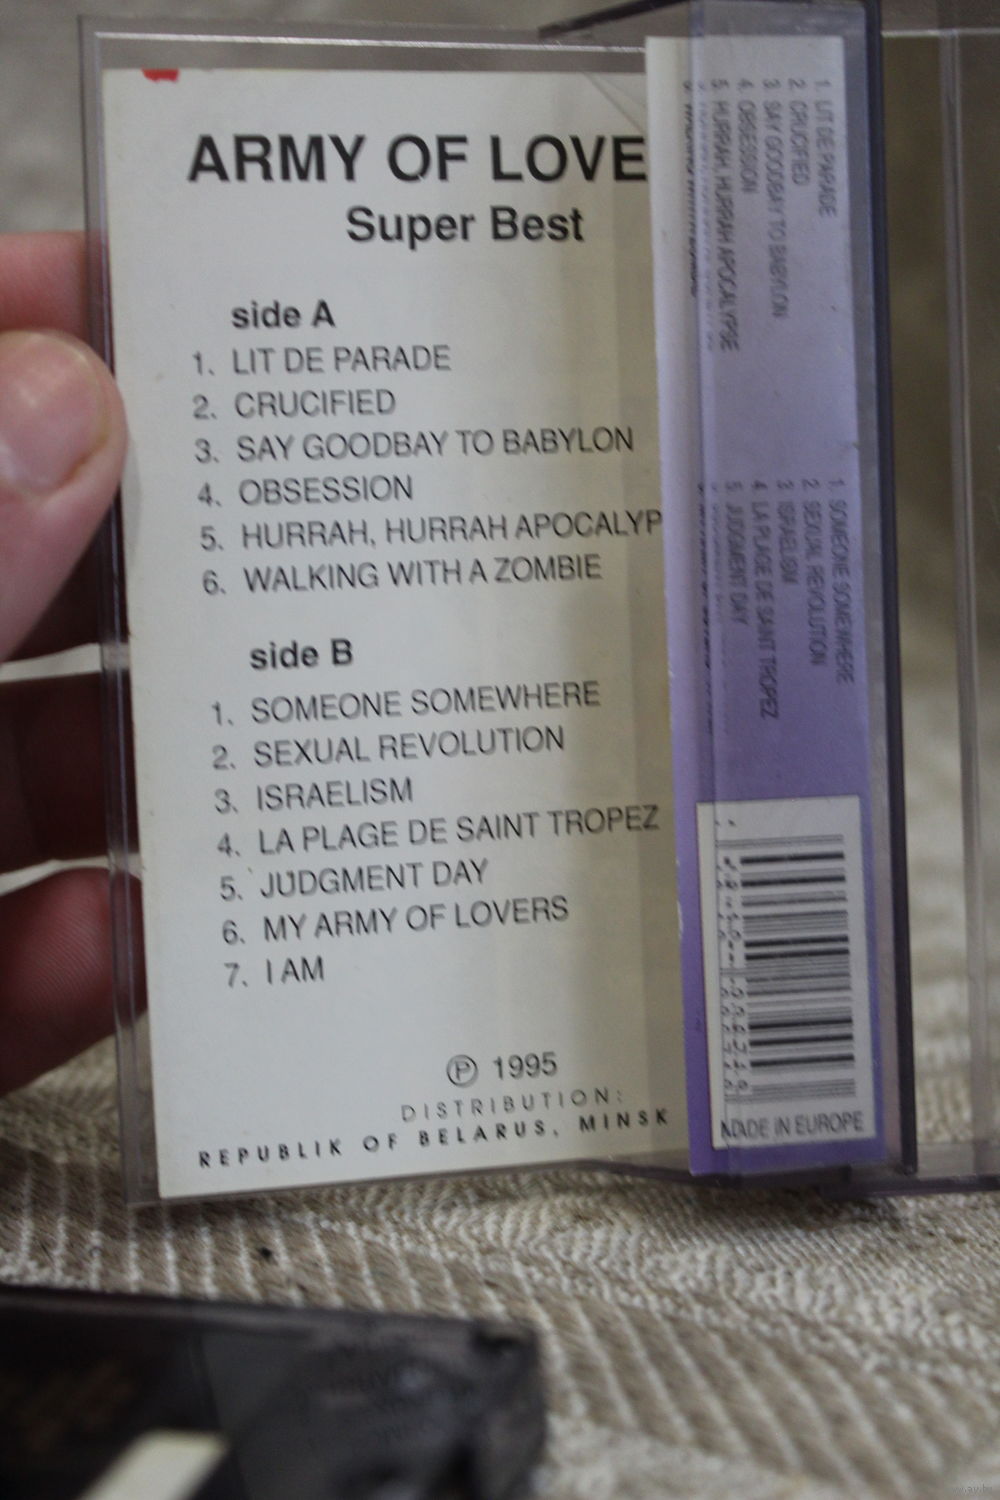 ARMY OF LOVE
Super Best
side A
1. LIT DE PARADE
2. CRUCIFIED
3. SAY GOODBAY TO BABYLON
4. OBSESSION
5. HURRAH, HURRAH APOCALYP
6. WALKING WITH A ZOMBIE
side B
1. SOMEONE SOMEWHERE
2. SEXUAL REVOLUTION
3. ISRAELISM
4. LA PLAGE DE SAINT TROPEZ
5. JUDGMENT DAY
6. MY ARMY OF LOVERS
7. I AM
Ⓟ 1995
DISTRIBUTION:
REPUBLIK OF BELARUS, MINSK
1. LIT DE PARADE
2. CRUCIFIED
3. SAY GOODBAY TO BABYLON
4. OBSESSION
5. HURRAH, HURRAH APOCALYPSE
1. SOMEONE SOMEWHERE
2. SEXUAL REVOLUTION
3. ISRAELISM
4. LA PLAGE DE SAINT TROPEZ
5. JUDGMENT DAY
MADE IN EUROPE